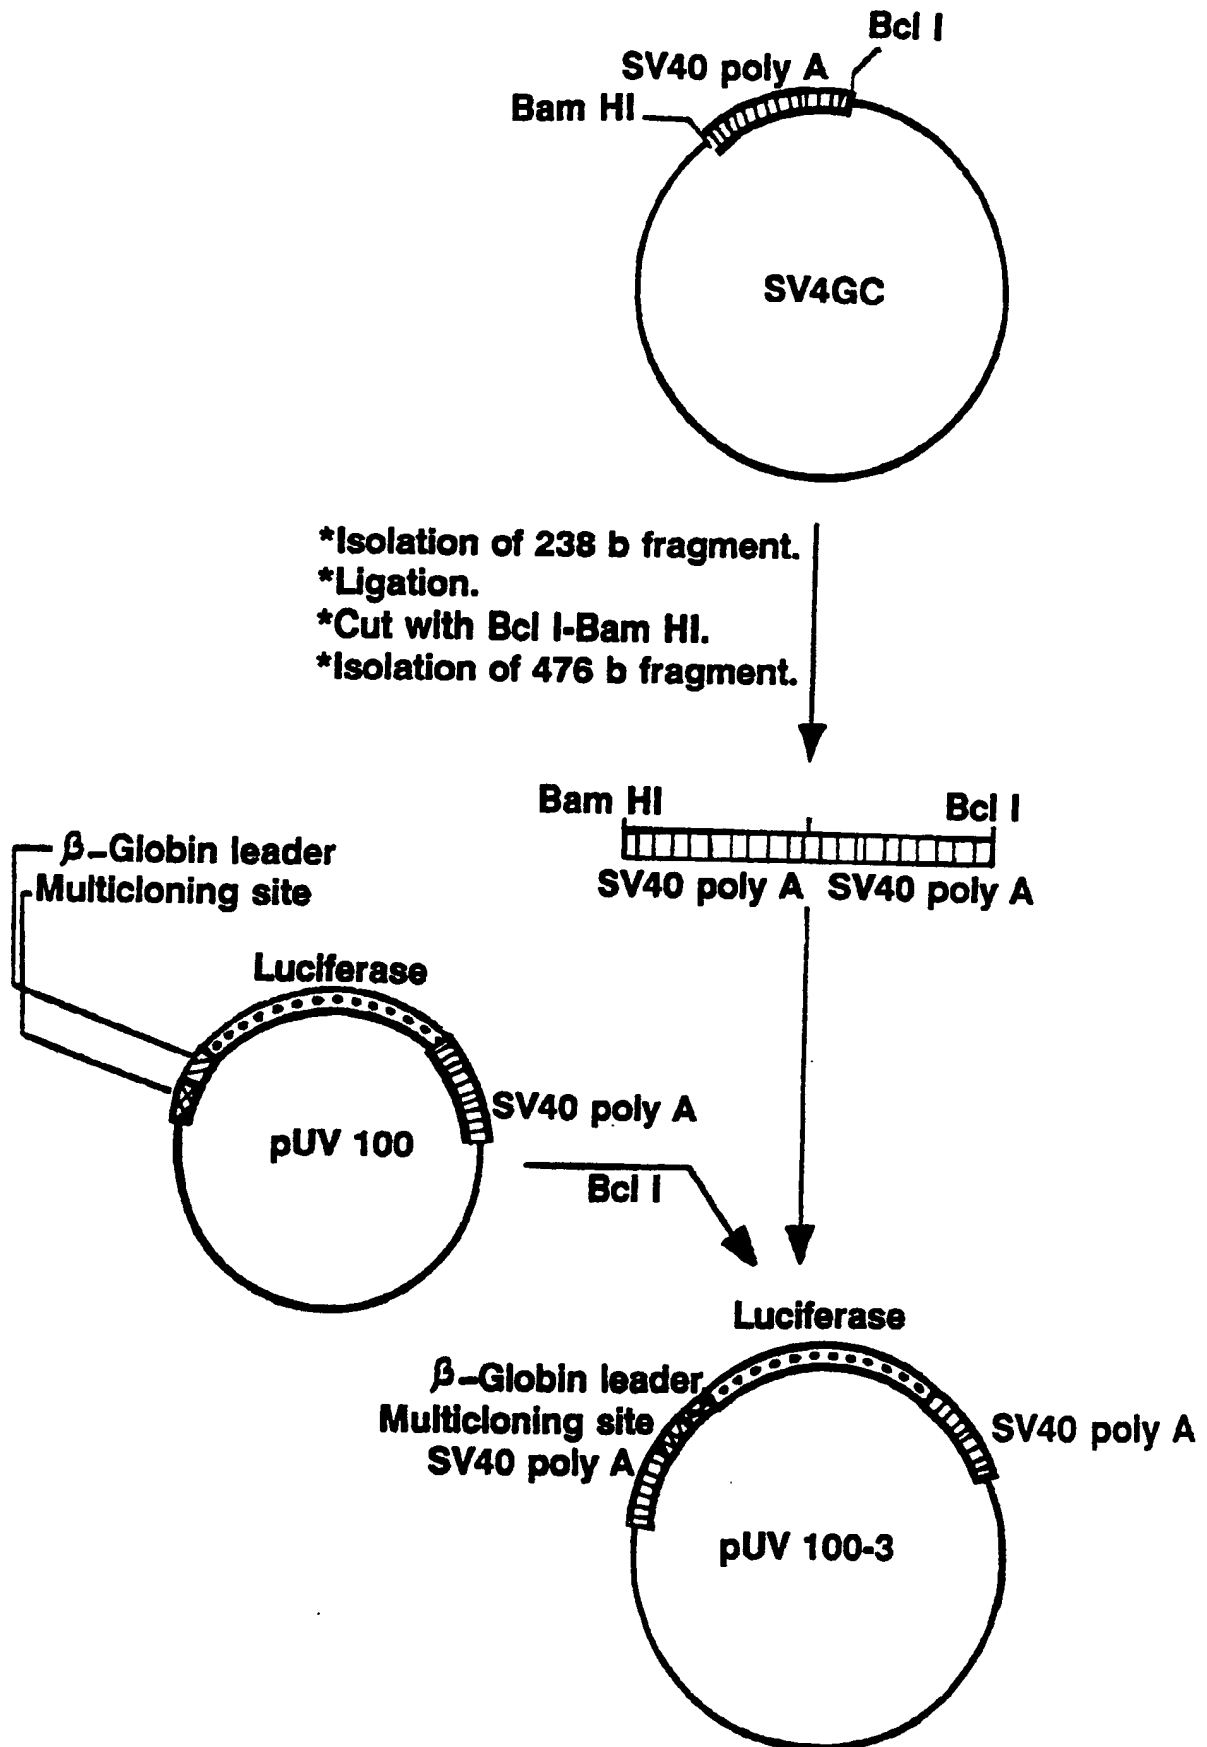 Bcl I
SV40 poly A
Bam HI
SV4GC
*Isolation of 238 b fragment.
*Ligation.
*Cut with Bcl I-Bam HI.
*Isolation of 476 b fragment.
Bam HI
Bcl I
SV40 poly A SV40 poly A
β-Globin leader
Multicloning site
Luciferase
SV40 poly A
pUV 100
Bcl I
Luciferase
β-Globin leader
Multicloning site
SV40 poly A
SV40 poly A
pUV 100-3